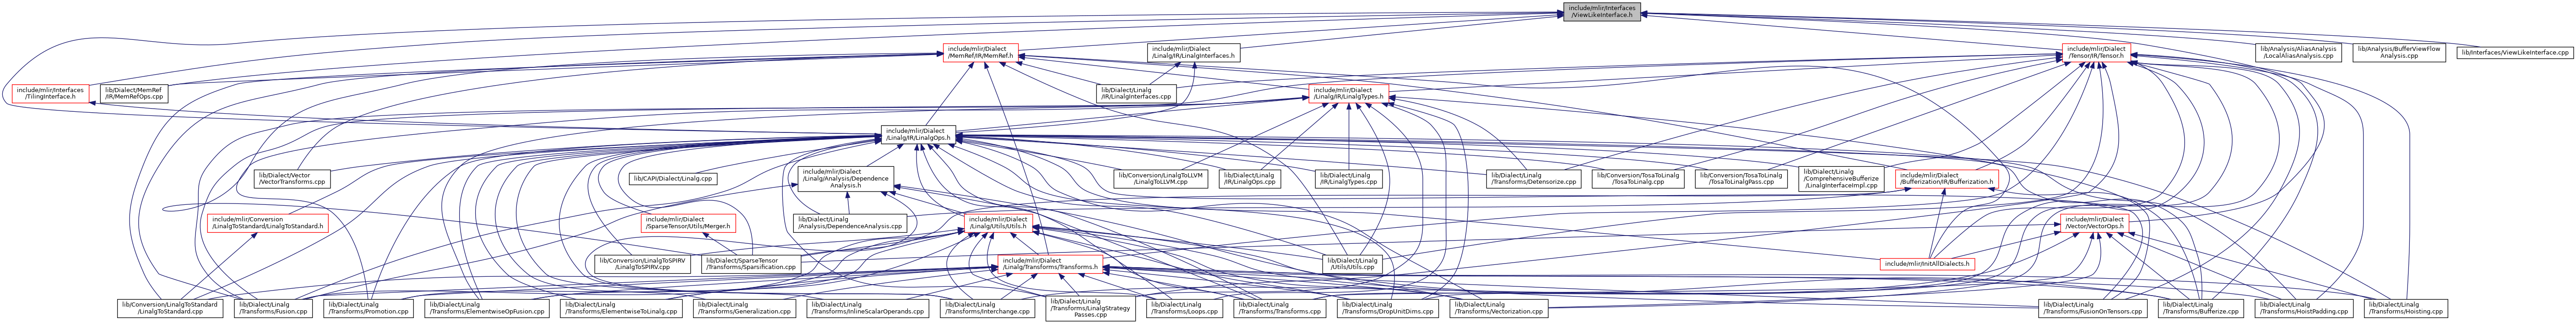 include/mlir/Interfaces
/ViewLikeInterface.h
include/mlir/Dialect
/MemRef/IR/MemRef.h
include/mlir/Dialect
/Linalg/IR/LinalgInterfaces.h
include/mlir/Dialect
/Tensor/IR/Tensor.h
lib/Analysis/AliasAnalysis
/LocalAliasAnalysis.cpp
lib/Analysis/BufferViewFlow
Analysis.cpp
lib/Interfaces/ViewLikeInterface.cpp
include/mlir/Interfaces
/TilingInterface.h
lib/Dialect/MemRef
/IR/MemRefOps.cpp
lib/Dialect/Linalg
/IR/LinalgInterfaces.cpp
include/mlir/Dialect
/Linalg/IR/LinalgTypes.h
include/mlir/Dialect
/Linalg/IR/LinalgOps.h
lib/Dialect/Vector
/VectorTransforms.cpp
lib/CAPI/Dialect/Linalg.cpp
include/mlir/Dialect
/Linalg/Analysis/Dependence
Analysis.h
lib/Conversion/LinalgToLLVM
/LinalgToLLVM.cpp
lib/Dialect/Linalg
/IR/LinalgOps.cpp
lib/Dialect/Linalg
/IR/LinalgTypes.cpp
lib/Dialect/Linalg
/Transforms/Detensorize.cpp
lib/Conversion/TosaToLinalg
/TosaToLinalg.cpp
lib/Conversion/TosaToLinalg
/TosaToLinalgPass.cpp
lib/Dialect/Linalg
/ComprehensiveBufferize
/LinalgInterfaceImpl.cpp
include/mlir/Dialect
/Bufferization/IR/Bufferization.h
include/mlir/Conversion
/LinalgToStandard/LinalgToStandard.h
include/mlir/Dialect
/SparseTensor/Utils/Merger.h
lib/Dialect/Linalg
/Analysis/DependenceAnalysis.cpp
include/mlir/Dialect
/Linalg/Utils/Utils.h
include/mlir/Dialect
/Vector/VectorOps.h
lib/Conversion/LinalgToSPIRV
/LinalgToSPIRV.cpp
lib/Dialect/SparseTensor
/Transforms/Sparsification.cpp
include/mlir/Dialect
/Linalg/Transforms/Transforms.h
lib/Dialect/Linalg
/Utils/Utils.cpp
include/mlir/InitAllDialects.h
lib/Conversion/LinalgToStandard
/LinalgToStandard.cpp
lib/Dialect/Linalg
/Transforms/Fusion.cpp
lib/Dialect/Linalg
/Transforms/Promotion.cpp
lib/Dialect/Linalg
/Transforms/ElementwiseOpFusion.cpp
lib/Dialect/Linalg
/Transforms/ElementwiseToLinalg.cpp
lib/Dialect/Linalg
/Transforms/Generalization.cpp
lib/Dialect/Linalg
/Transforms/InlineScalarOperands.cpp
lib/Dialect/Linalg
/Transforms/Interchange.cpp
lib/Dialect/Linalg
/Transforms/LinalgStrategy
Passes.cpp
lib/Dialect/Linalg
/Transforms/Loops.cpp
lib/Dialect/Linalg
/Transforms/Transforms.cpp
lib/Dialect/Linalg
/Transforms/DropUnitDims.cpp
lib/Dialect/Linalg
/Transforms/Vectorization.cpp
lib/Dialect/Linalg
/Transforms/FusionOnTensors.cpp
lib/Dialect/Linalg
/Transforms/Bufferize.cpp
lib/Dialect/Linalg
/Transforms/HoistPadding.cpp
lib/Dialect/Linalg
/Transforms/Hoisting.cpp